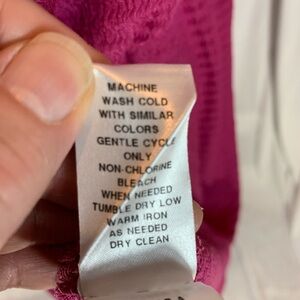 MACHINE
WASH COLD
WITH SIMILAR
COLORS
GENTLE CYCLE
ONLY
NON-CHLORINE
BLEACH
WHEN NEEDED
TUMBLE DRY LOW
WARM IRON
AS NEEDED
DRY CLEAN